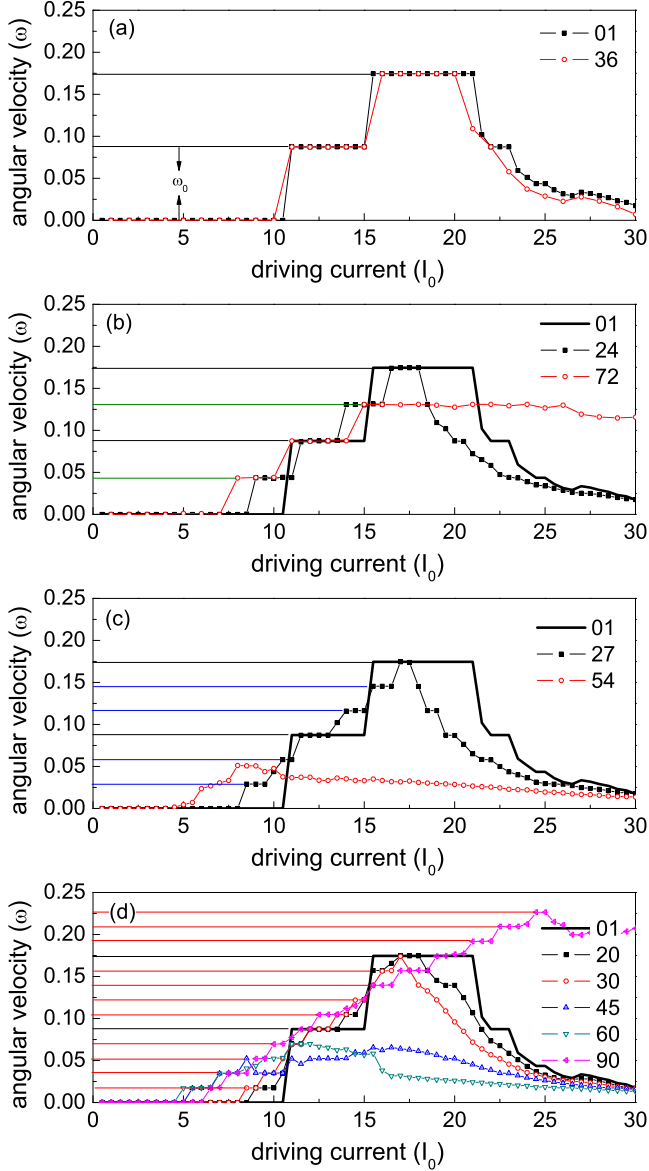 (a)
01
36
ω0
angular velocity (ω)
0.25
0.20
0.15
0.10
0.05
0.00
0 5 10 15 20 25 30
driving current (I0)
(b)
01
24
72
angular velocity (ω)
0.25
0.20
0.15
0.10
0.05
0.00
0 5 10 15 20 25 30
driving current (I0)
(c)
01
27
54
angular velocity (ω)
0.25
0.20
0.15
0.10
0.05
0.00
0 5 10 15 20 25 30
driving current (I0)
(d)
01
20
30
45
60
90
angular velocity (ω)
0.25
0.20
0.15
0.10
0.05
0.00
0 5 10 15 20 25 30
driving current (I0)